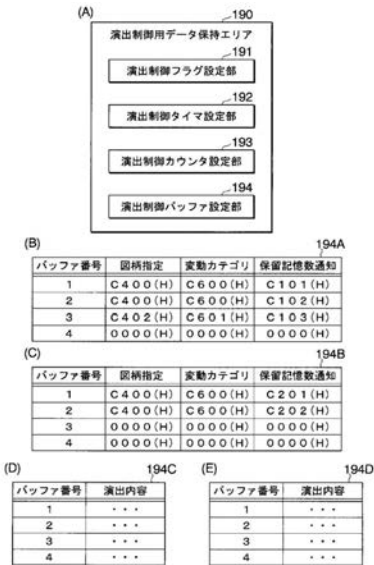 (A)
190
演出制御用データ保持エリア
191
演出制御フラグ設定部
192
演出制御タイマ設定部
193
演出制御カウンタ設定部
194
演出制御バッファ設定部
(B)
194A
バッファ番号 図柄指定 変動カテゴリ 保留記憶数通知
1 C400(H) C600(H) C101(H)
2 C400(H) C600(H) C102(H)
3 C402(H) C601(H) C103(H)
4 0000(H) 0000(H) 0000(H)
(C)
194B
バッファ番号 図柄指定 変動カテゴリ 保留記憶数通知
1 C400(H) C600(H) C201(H)
2 C400(H) C600(H) C202(H)
3 0000(H) 0000(H) 0000(H)
4 0000(H) 0000(H) 0000(H)
(D)
194C
バッファ番号 演出内容
1 ・・・
2 ・・・
3 ・・・
4 ・・・
(E)
194D
バッファ番号 演出内容
1 ・・・
2 ・・・
3 ・・・
4 ・・・